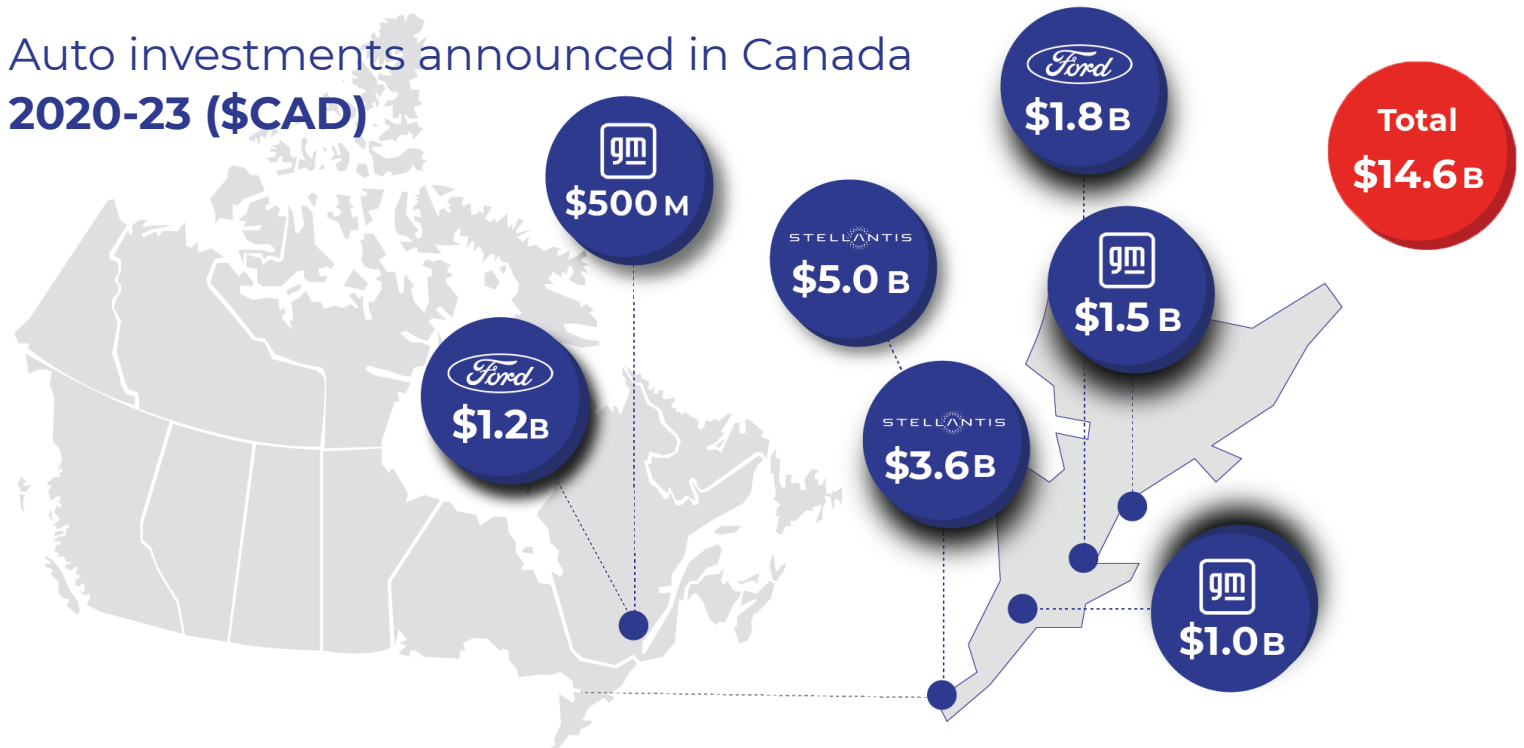 Auto investments announced in Canada
2020-23 ($CAD)
gm
$500 M
Ford
$1.2B
STELLANTIS
$5.0 B
STELLANTIS
$3.6 B
Ford
$1.8 B
gm
$1.5 B
gm
$1.0 B
Total
$14.6 B